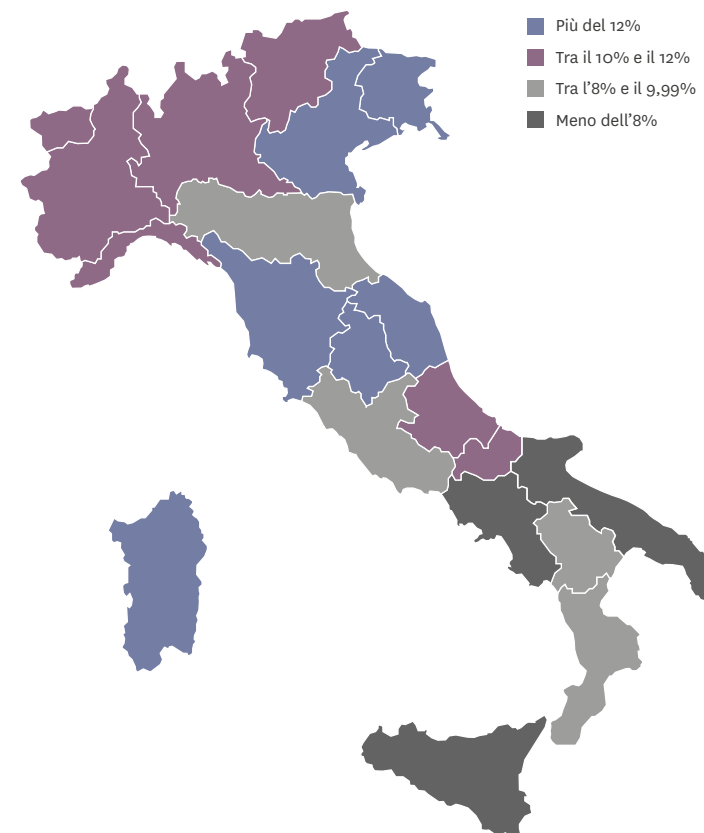 Più del 12%
Tra il 10% e il 12%
Tra l'8% e il 9,99%
Meno dell'8%